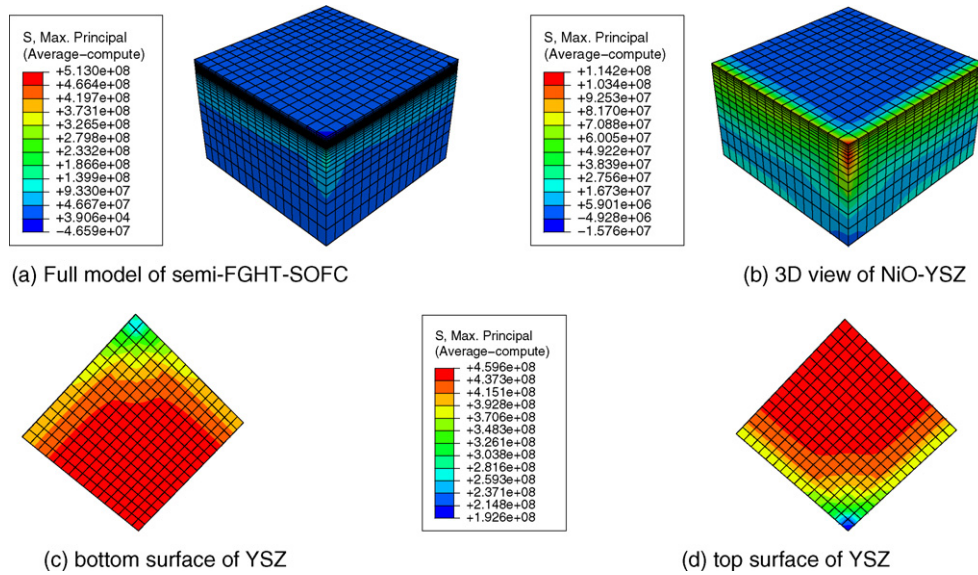 S, Max. Principal
(Average-compute)
+5.130e+08
+4.664e+08
+4.197e+08
+3.731e+08
+3.265e+08
+2.798e+08
+2.332e+08
+1.866e+08
+1.399e+08
+9.330e+07
+4.667e+07
+3.906e+04
-4.659e+07
S, Max. Principal
(Average-compute)
+1.142e+08
+1.034e+08
+9.253e+07
+8.170e+07
+7.088e+07
+6.005e+07
+4.922e+07
+3.839e+07
+2.756e+07
+1.673e+07
+5.901e+06
-4.928e+06
-1.576e+07
(a) Full model of semi-FGHT-SOFC
(b) 3D view of NiO-YSZ
S, Max. Principal
(Average-compute)
+4.596e+08
+4.373e+08
+4.151e+08
+3.928e+08
+3.706e+08
+3.483e+08
+3.261e+08
+3.038e+08
+2.816e+08
+2.593e+08
+2.371e+08
+2.148e+08
+1.926e+08
(c) bottom surface of YSZ
(d) top surface of YSZ